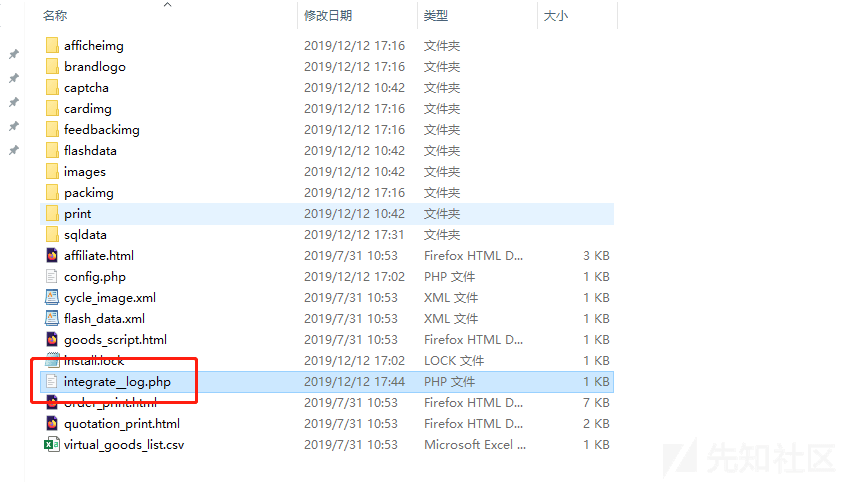 名称 修改日期 类型 大小
afficheimg 2019/12/12 17:16 文件夹
brandlogo 2019/12/12 17:16 文件夹
captcha 2019/12/12 10:42 文件夹
cardimg 2019/12/12 17:16 文件夹
feedbackimg 2019/12/12 17:16 文件夹
flashdata 2019/12/12 10:42 文件夹
images 2019/12/12 10:42 文件夹
packimg 2019/12/12 17:16 文件夹
print 2019/12/12 10:42 文件夹
sqldata 2019/12/12 17:31 文件夹
affiliate.html 2019/7/31 10:53 Firefox HTML D... 3 KB
config.php 2019/12/12 17:02 PHP 文件 1 KB
cycle_image.xml 2019/7/31 10:53 XML 文件 1 KB
flash_data.xml 2019/7/31 10:53 XML 文件 1 KB
goods_script.html 2019/7/31 10:53 Firefox HTML D... 1 KB
install.lock 2019/12/12 17:02 LOCK 文件 1 KB
integrate__log.php 2019/12/12 17:44 PHP 文件 1 KB
order_print.html 2019/7/31 10:53 Firefox HTML D... 7 KB
quotation_print.html 2019/7/31 10:53 Firefox HTML D... 2 KB
virtual_goods_list.csv 2019/7/31 10:53 Microsoft Excel ... 1 KB
先知社区